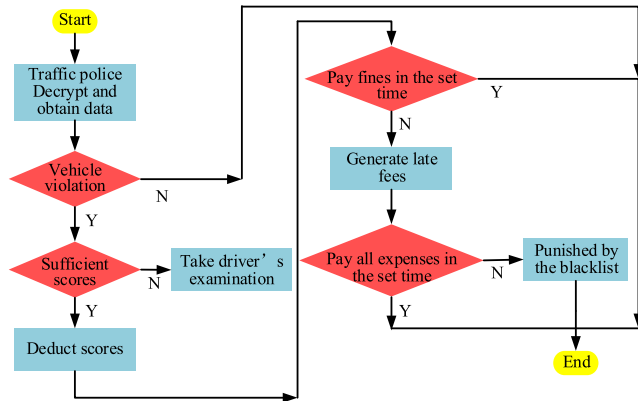 Start
Traffic police
Decrypt and
obtain data
Vehicle
violation
N
Y
Sufficient
scores
N
Take driver’s
examination
Y
Deduct scores
Pay fines in the set
time
Y
N
Generate late
fees
Pay all expenses in
the set time
N
Punished by
the blacklist
Y
End